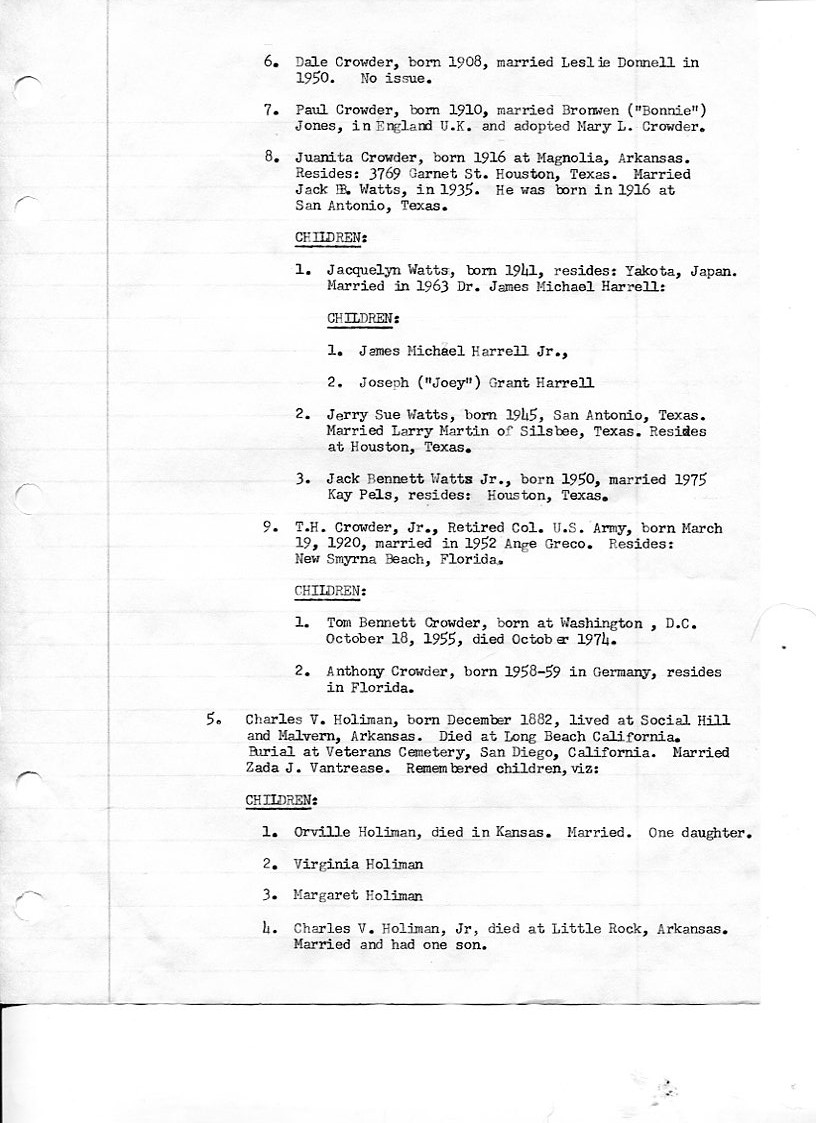 6. Dale Crowder, born 1908, married Leslie Donnell in
1950. No issue.
7. Paul Crowder, born 1910, married Bronwen ("Bonnie")
Jones, in England U.K. and adopted Mary L. Crowder.
8. Juanita Crowder, born 1916 at Magnolia, Arkansas.
Resides: 3769 Garnet St. Houston, Texas. Married
Jack B. Watts, in 1935. He was born in 1916 at
San Antonio, Texas.
CHILDREN:
1. Jacquelyn Watts, born 1941, resides: Yakota, Japan.
Married in 1963 Dr. James Michael Harrell:
CHILDREN:
1. James Michael Harrell Jr.,
2. Joseph ("Joey") Grant Harrell
2. Jerry Sue Watts, born 1945, San Antonio, Texas.
Married Larry Martin of Silsbee, Texas. Resides
at Houston, Texas.
3. Jack Bennett Watts Jr., born 1950, married 1975
Kay Pels, resides: Houston, Texas.
9. T.H. Crowder, Jr., Retired Col. U.S. Army, born March
19, 1920, married in 1952 Ange Greco. Resides:
New Smyrna Beach, Florida.
CHILDREN:
1. Tom Bennett Crowder, born at Washington , D.C.
October 18, 1955, died October 1974.
2. Anthony Crowder, born 1958-59 in Germany, resides
in Florida.
5. Charles V. Holiman, born December 1882, lived at Social Hill
and Malvern, Arkansas. Died at Long Beach California.
Burial at Veterans Cemetery, San Diego, California. Married
Zada J. Vantrease. Remembered children, viz:
CHILDREN:
1. Orville Holiman, died in Kansas. Married. One daughter.
2. Virginia Holiman
3. Margaret Holiman
4. Charles V. Holiman, Jr, died at Little Rock, Arkansas.
Married and had one son.